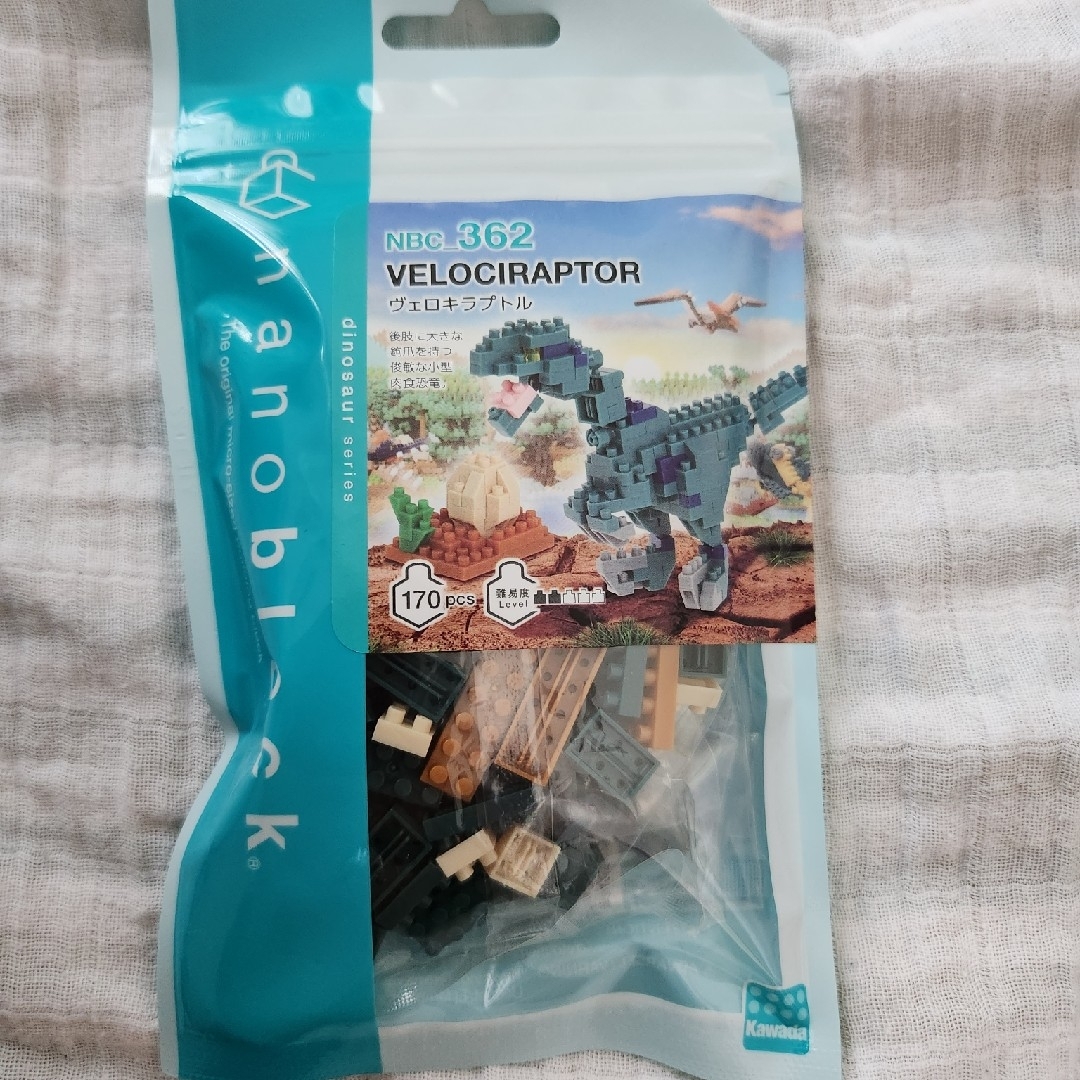 nanoblock®
the original micro-sized
dinosaur series
NBC_362
VELOCIRAPTOR
ヴェロキラプトル
後肢に大きな
鉤爪を持つ
俊敏な小型
肉食恐竜。
170 pcs
難易度
Level
Kawada